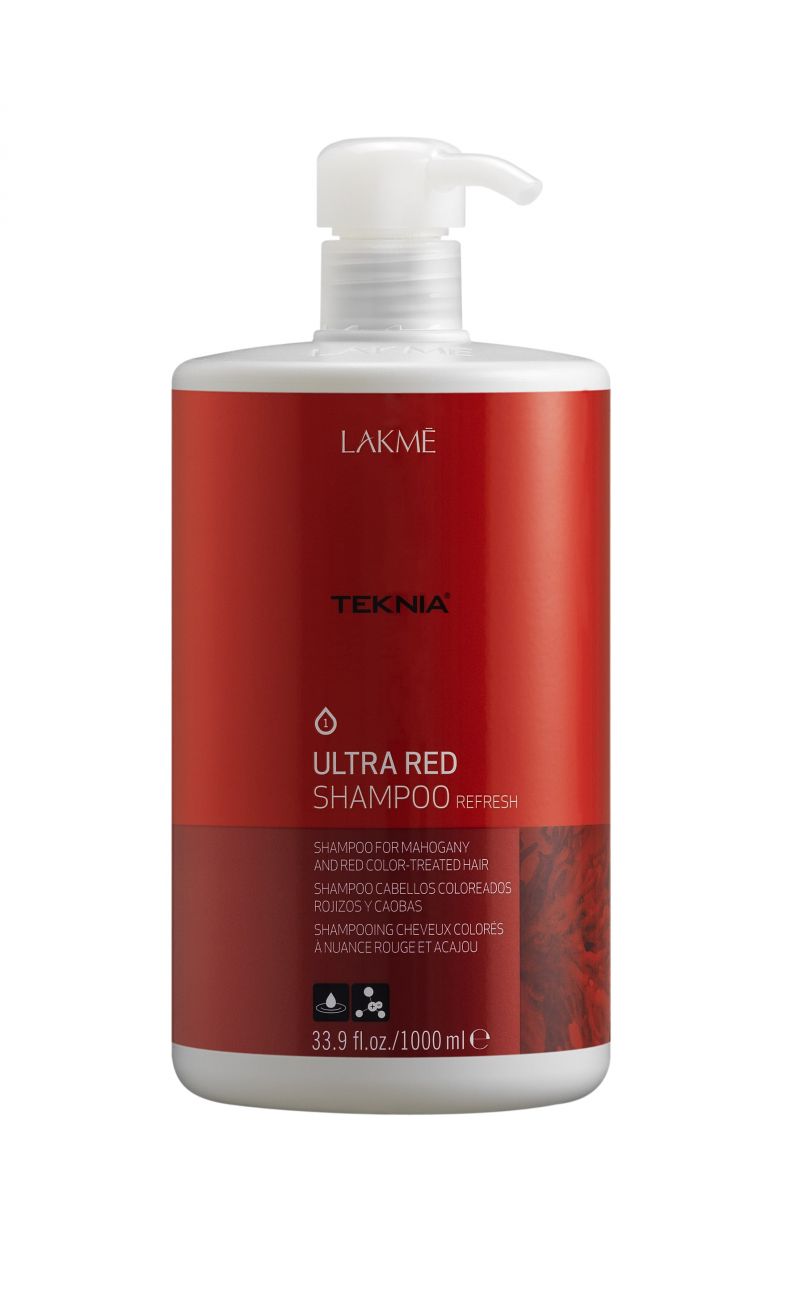 LAKMÉ
LAKMĒ
TEKNIA®
1
ULTRA RED
SHAMPOO REFRESH
SHAMPOO FOR MAHOGANY
AND RED COLOR-TREATED HAIR
SHAMPOO CABELLOS COLOREADOS
ROJIZOS Y CAOBAS
SHAMPOOING CHEVEUX COLORÉS
À NUANCE ROUGE ET ACAJOU
33.9 fl.oz./1000 ml ℮